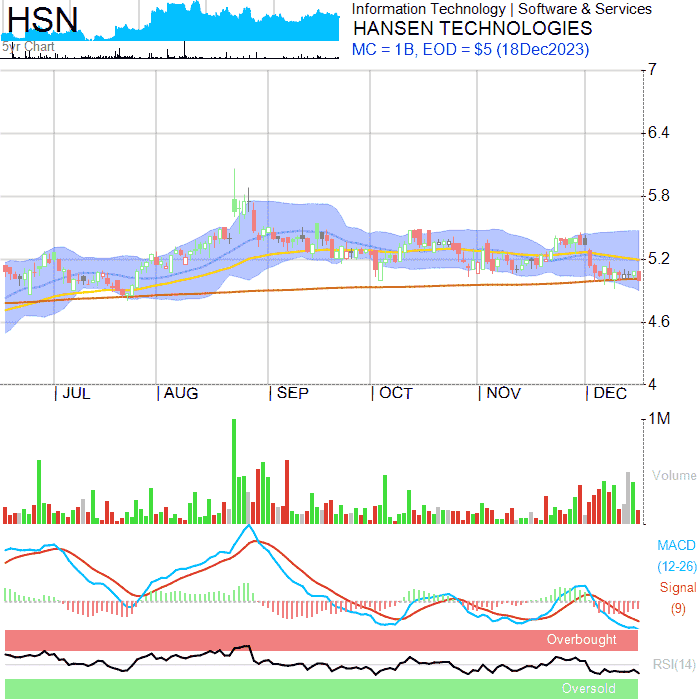 HSN
5yr Chart
Information Technology | Software & Services
HANSEN TECHNOLOGIES
MC = 1B, EOD = $5 (18Dec2023)
7
6.4
5.8
5.2
4.6
4
JUL AUG SEP OCT NOV DEC
1M
Volume
MACD
(12-26)
Signal
(9)
Overbought
RSI(14)
Oversold